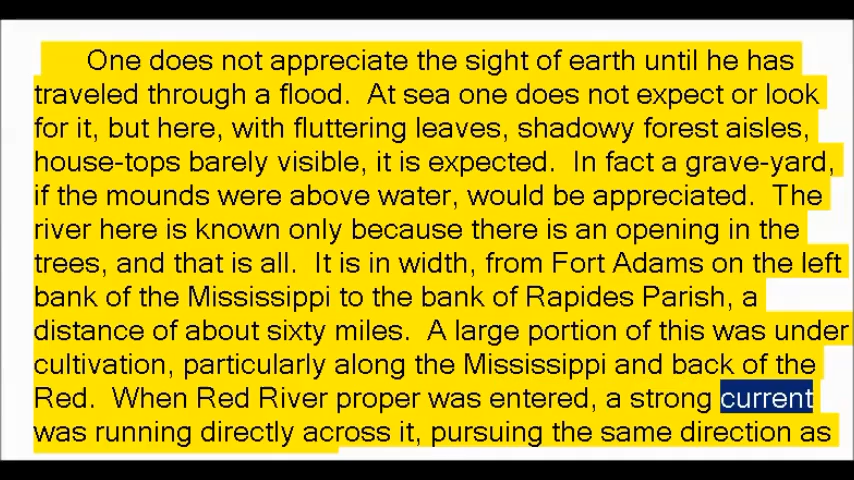 One does not appreciate the sight of earth until he has
traveled through a flood. At sea one does not expect or look
for it, but here, with fluttering leaves, shadowy forest aisles,
house-tops barely visible, it is expected. In fact a grave-yard,
if the mounds were above water, would be appreciated. The
river here is known only because there is an opening in the
trees, and that is all. It is in width, from Fort Adams on the left
bank of the Mississippi to the bank of Rapides Parish, a
distance of about sixty miles. A large portion of this was under
cultivation, particularly along the Mississippi and back of the
Red. When Red River proper was entered, a strong current
was running directly across it, pursuing the same direction as